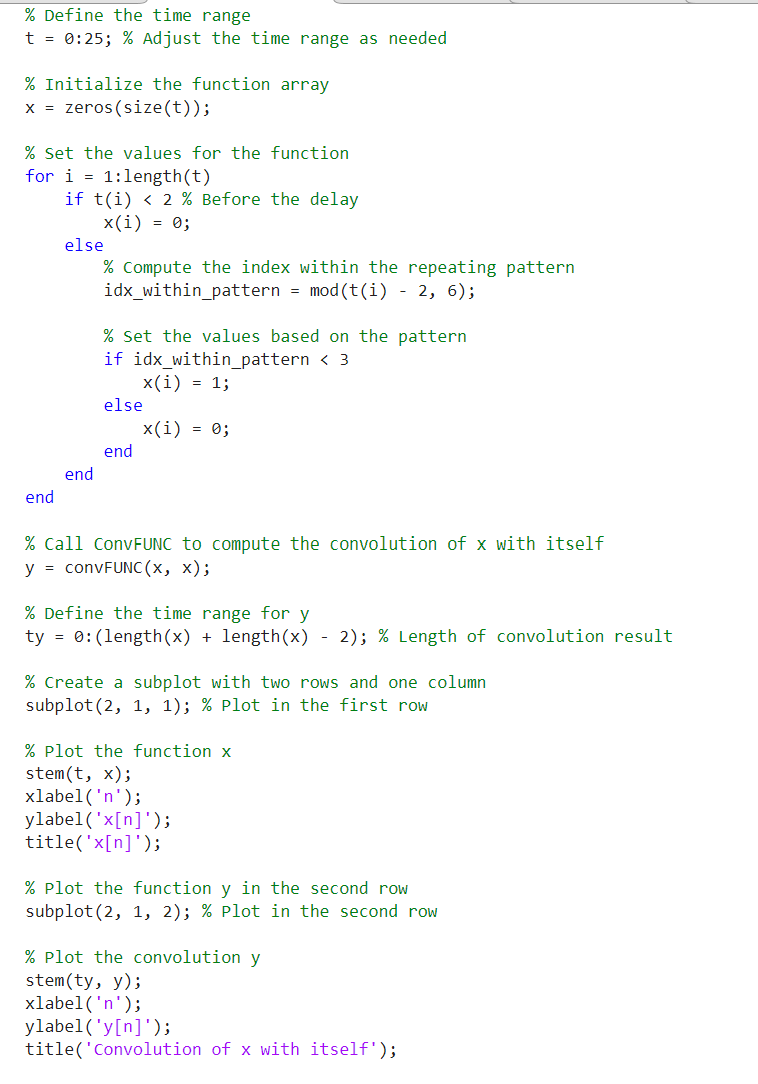 % Define the time range
t = 0:25; % Adjust the time range as needed
% Initialize the function array
x = zeros(size(t));
% Set the values for the function
for i = 1:length(t)
if t(i) < 2 % Before the delay
x(i) = 0;
else
% Compute the index within the repeating pattern
idx_within_pattern = mod(t(i) - 2, 6);
% Set the values based on the pattern
if idx_within_pattern < 3
x(i) = 1;
else
x(i) = 0;
end
end
end
% Call ConvFUNC to compute the convolution of x with itself
y = convFUNC(x, x);
% Define the time range for y
ty = 0:(length(x) + length(x) - 2); % Length of convolution result
% Create a subplot with two rows and one column
subplot(2, 1, 1); % Plot in the first row
% Plot the function x
stem(t, x);
xlabel('n');
ylabel('x[n]');
title('x[n]');
% Plot the function y in the second row
subplot(2, 1, 2); % Plot in the second row
% Plot the convolution y
stem(ty, y);
xlabel('n');
ylabel('y[n]');
title('Convolution of x with itself');